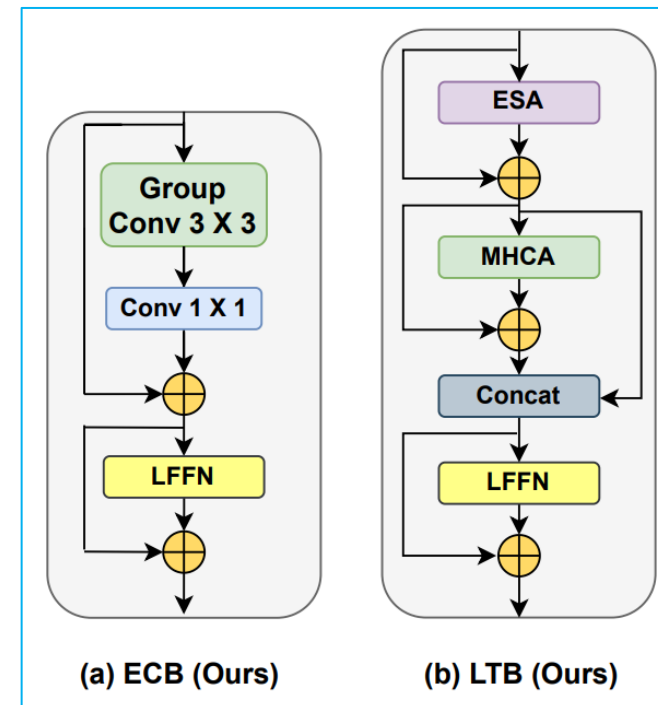 Group
Conv 3 X 3
Conv 1 X 1
LFFN
(a) ECB (Ours)
ESA
MHCA
Concat
LFFN
(b) LTB (Ours)